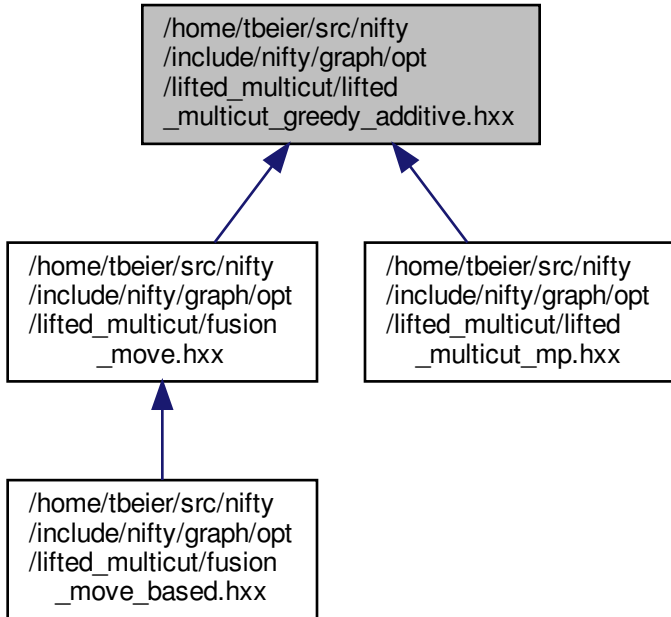 /home/tbeier/src/nifty
/include/nifty/graph/opt
/lifted_multicut/lifted
_multicut_greedy_additive.hxx
/home/tbeier/src/nifty
/include/nifty/graph/opt
/lifted_multicut/fusion
_move.hxx
/home/tbeier/src/nifty
/include/nifty/graph/opt
/lifted_multicut/lifted
_multicut_mp.hxx
/home/tbeier/src/nifty
/include/nifty/graph/opt
/lifted_multicut/fusion
_move_based.hxx